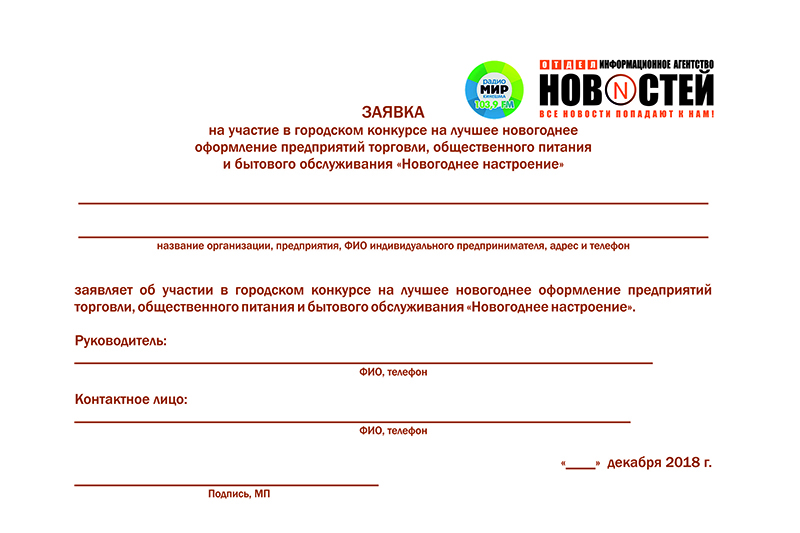 РАДИО
МИР
КИНЕШМА
103,9 FM
ОТДЕЛ ИНФОРМАЦИОННОЕ АГЕНТСТВО
НОВNСТЕЙ
ВСЕ НОВОСТИ ПОПАДАЮТ К НАМ!
ЗАЯВКА
на участие в городском конкурсе на лучшее новогоднее
оформление предприятий торговли, общественного питания
и бытового обслуживания «Новогоднее настроение»
название организации, предприятия, ФИО индивидуального предпринимателя, адрес и телефон
заявляет об участии в городском конкурсе на лучшее новогоднее оформление предприятий
торговли, общественного питания и бытового обслуживания «Новогоднее настроение».
Руководитель:
ФИО, телефон
Контактное лицо:
ФИО, телефон
«____» декабря 2018 г.
Подпись, МП